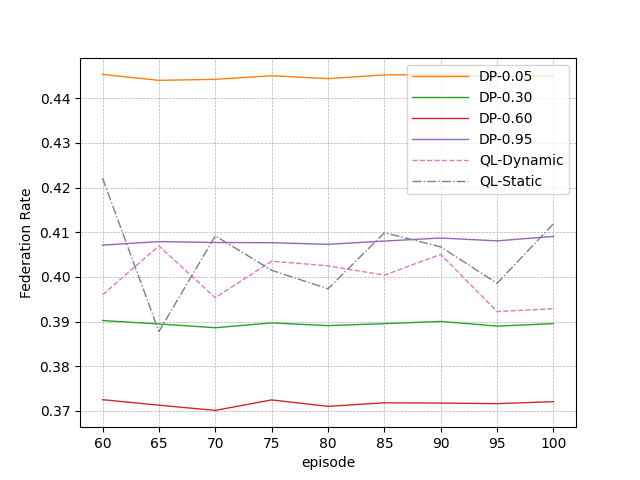 0.44
0.43
0.42
0.41
0.40
0.39
0.38
0.37
Federation Rate
60 65 70 75 80 85 90 95 100
episode
DP-0.05
DP-0.30
DP-0.60
DP-0.95
QL-Dynamic
QL-Static